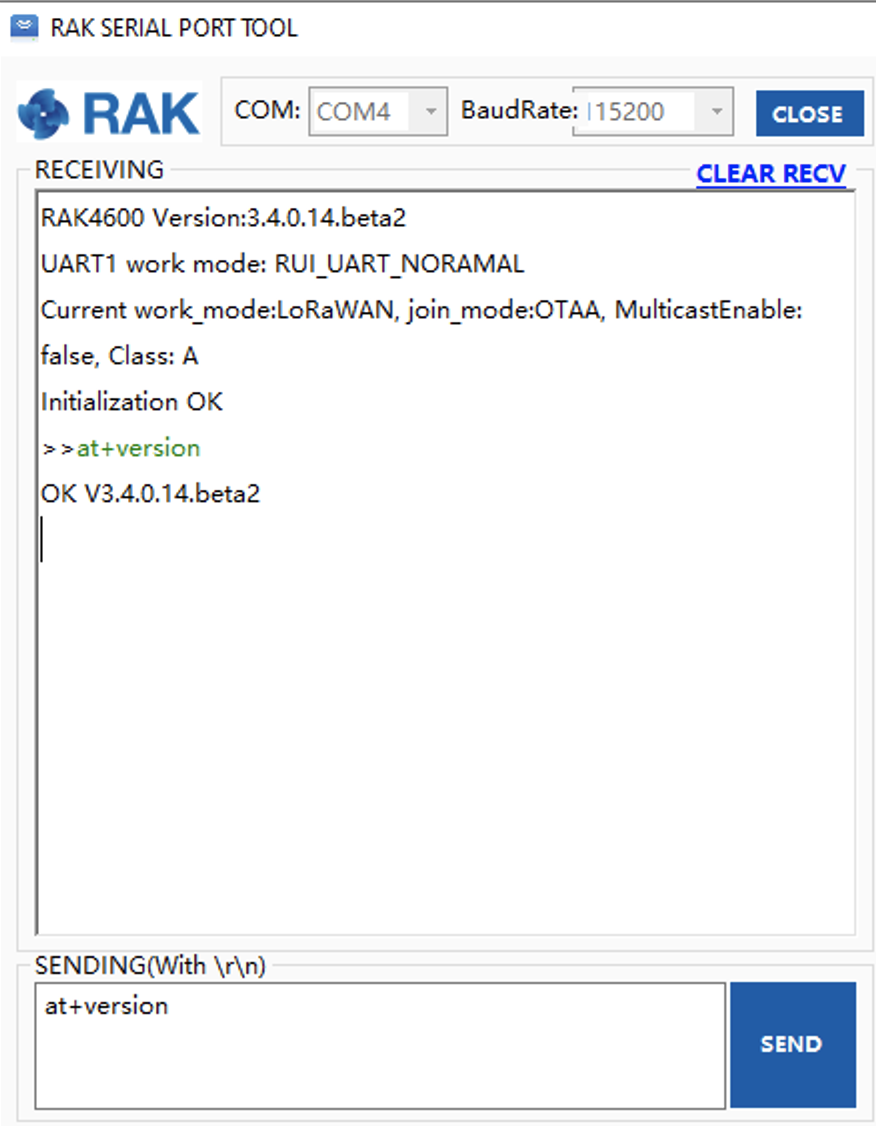 RAK SERIAL PORT TOOL
RAK COM: COM4 BaudRate: 115200 CLOSE
RECEIVING CLEAR RECV
RAK4600 Version:3.4.0.14.beta2
UART1 work mode: RUI_UART_NORAMAL
Current work_mode:LoRaWAN, join_mode:OTAA, MulticastEnable:
false, Class: A
Initialization OK
>>at+version
OK V3.4.0.14.beta2
SENDING(With \r\n)
at+version
SEND